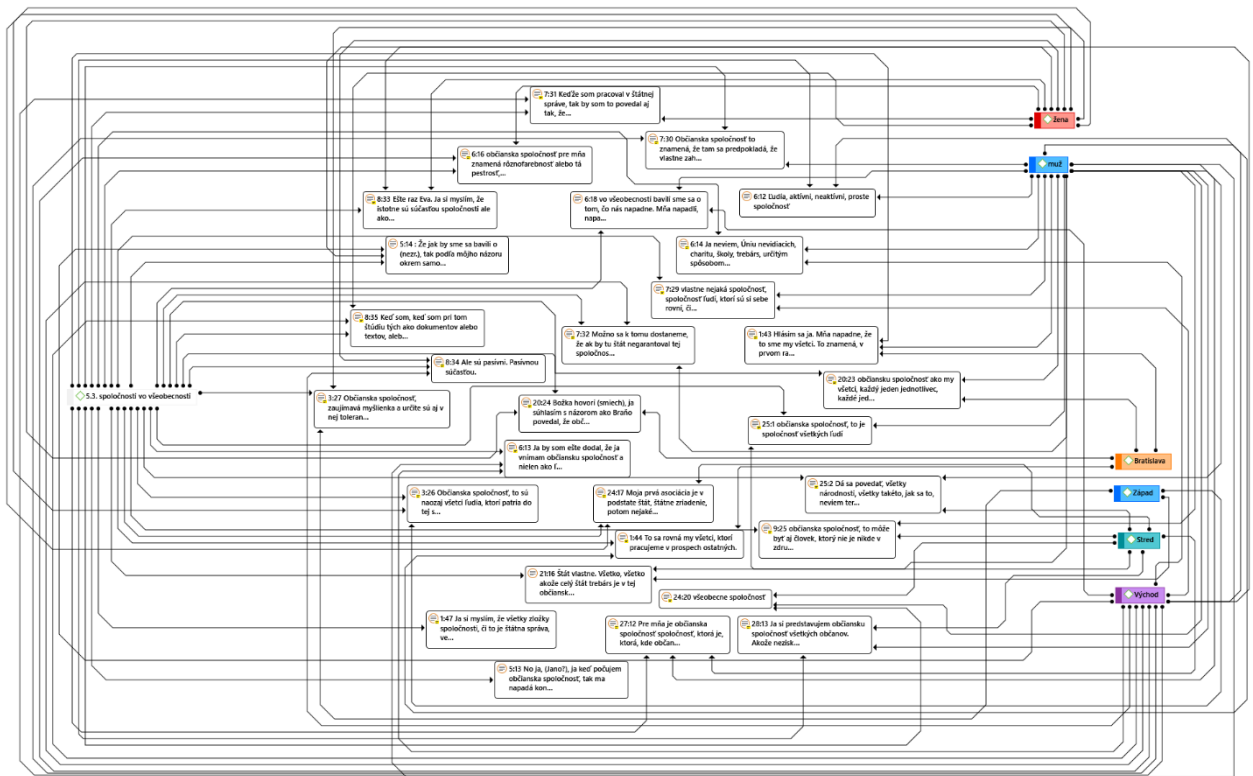 7:31 Keďže som pracoval v štátnej
správe, tak by som to povedal aj
tak, že...
žena
7:30 Občianska spoločnosť to
znamená, že tam sa predpokladá, že
vlastne zah...
6:16 občianska spoločnosť pre mňa
znamená rôznofarebnosť alebo tá
pestrosť,...
muž
8:33 Ešte raz Eva. Ja si myslím, že
istotne sú súčasťou spoločnosti ale
ako...
6:18 vo všeobecnosti bavili sme sa o
tom, čo nás napadne. Mňa napadli,
napa...
6:12 Ľudia, aktívni, neaktívni, proste
spoločnosť
5:14 : Že jak by sme sa bavili o
(nezr.), tak podľa môjho názoru
okrem samo...
6:14 Ja neviem, Úniu nevidiacich,
charitu, školy, trebárs, určitým
spôsobom...
7:29 vlastne nejaká spoločnosť,
spoločnosť ľudí, ktorí sú si sebe
rovní, či...
8:35 Keď som, keď som pri tom
štúdiu tých ako dokumentov alebo
textov, aleb...
7:32 Možno sa k tomu dostaneme,
že ak by tu štát negarantoval tej
spoločnos...
1:43 Hlásim sa ja. Mňa napadne, že
to sme my všetci. To znamená, v
prvom ra...
8:34 Ale sú pasívni. Pasívnou
súčasťou.
20:23 občiansku spoločnosť ako my
všetci, každý jeden jednotlivec,
každé jed...
5.3. spoločnosti vo všeobecnosti
3:27 Občianska spoločnosť,
zaujímavá myšlienka a určite sú aj v
nej toleran...
20:24 Božka hovorí (smiech), ja
súhlasím s názorom ako Braňo
povedal, že obč...
25:1 občianska spoločnosť, to je
spoločnosť všetkých ľudí
6:13 Ja by som ešte dodal, že ja
vnímam občiansku spoločnosť a
nielen ako ľ...
Bratislava
3:26 Občianska spoločnosť, to sú
naozaj všetci ľudia, ktorí patria do
tej s...
24:17 Moja prvá asociácia je v
podstate štát, štátne zriadenie,
potom nejaké...
25:2 Dá sa povedať, všetky
národnosti, všetky takéto, jak sa to,
neviem ter...
Západ
1:44 To sa rovná my všetci, ktorí
pracujeme v prospech ostatných.
9:25 občianska spoločnosť, to môže
byť aj človek, ktorý nie je nikde v
zdru...
Stred
21:16 Štát vlastne. Všetko, všetko
akože celý štát trebárs je v tej
občiansk...
24:20 všeobecne spoločnosť
Východ
1:47 Ja si myslím, že všetky zložky
spoločnosti, či to je štátna správa,
ve...
27:12 Pre mňa je občianska
spoločnosť spoločnosť, ktorá je,
ktorá, kde občan...
28:13 Ja si predstavujem občiansku
spoločnosť všetkých občanov.
Akože nezisk...
5:13 No ja, (Jano?), ja keď počujem
občianska spoločnosť, tak ma
napadá kon...